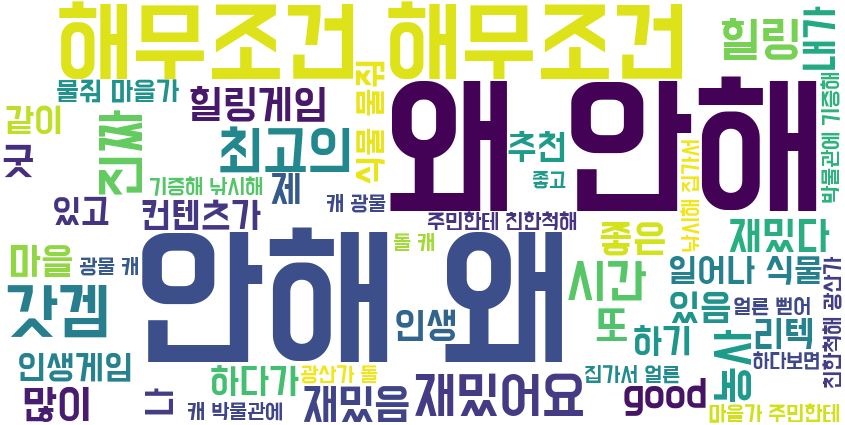 해무조건 해무조건
힐링
내가
물줘 마을가
힐링게임
식물 물줘
왜 안해
같이
진짜
최고의
추천
박물관에 기증해
굿
기증해 낚시해
제
좋고
낚시해 집가서
있고
컨텐츠가
캐 광물
주민한테 친한척해
좋은
재밌다
돌 캐
마을
광물 캐
안해 왜
시간
일어나 식물
갓겜
인생
또
하기
있음
얼른 뻗어
친한척해 광산가
리텍
인생게임
하다가
광산가 돌
집가서 얼른
농사
하다보면
많이
그
캐 박물관에
재밌음
재밌어요
good
마을가 주민한테